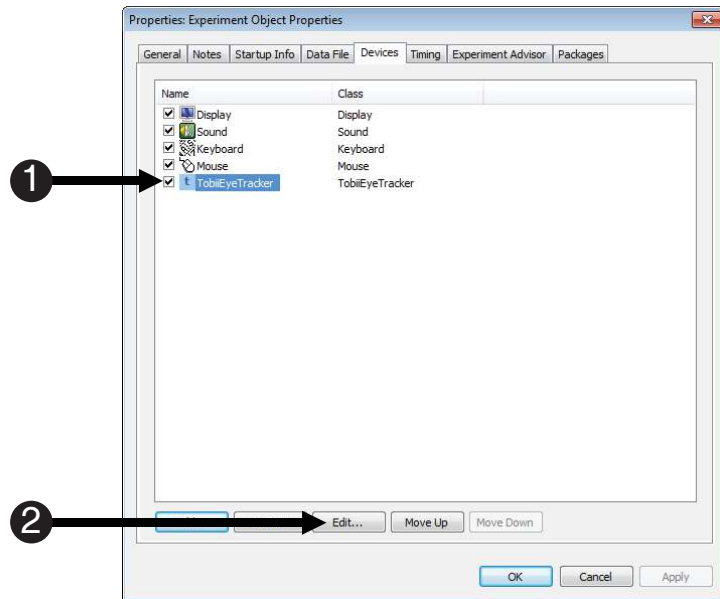 Properties: Experiment Object Properties
General Notes Startup Info Data File Devices Timing Experiment Advisor Packages
Name Class
Display Display
Sound Sound
Keyboard Keyboard
Mouse Mouse
1 t TobiiEyeTracker TobiiEyeTracker
2 Edit... Move Up Move Down
OK Cancel Apply